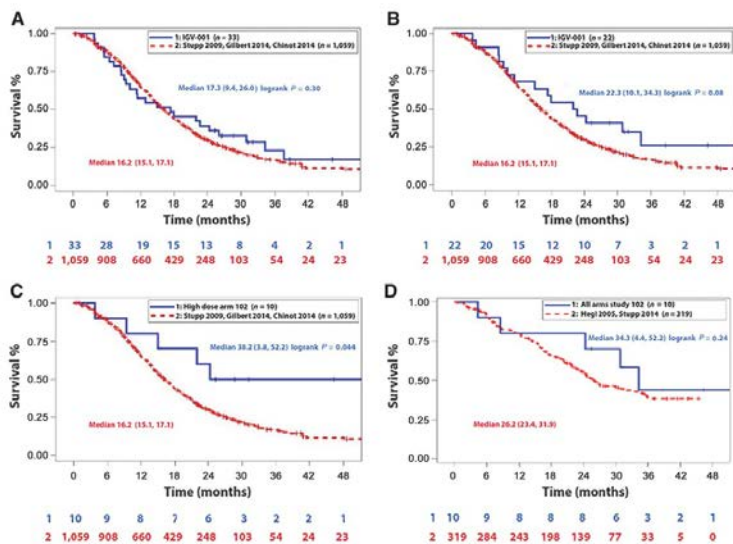 A
1: IGV-001 (n = 33)
2: Stupp 2009, Gilbert 2014, Chinot 2014 (n = 1,059)
Median 17.3 (9.4, 26.0) logrank P = 0.30
Median 16.2 (15.1, 17.1)
Survival %
1.00
0.75
0.50
0.25
0.00
0 6 12 18 24 30 36 42 48
Time (months)
1 33 28 19 15 13 8 4 2 1
2 1,059 908 660 429 248 103 54 24 23
B
1: IGV-001 (n = 22)
2: Stupp 2009, Gilbert 2014, Chinot 2014 (n = 1,059)
Median 22.3 (10.1, 34.3) logrank P = 0.08
Median 16.2 (15.1, 17.1)
Survival %
1.00
0.75
0.50
0.25
0.00
0 6 12 18 24 30 36 42 48
Time (months)
1 22 20 15 12 10 7 3 2 1
2 1,059 908 660 429 248 103 54 24 23
C
1: High dose arm 102 (n = 10)
2: Stupp 2009, Gilbert 2014, Chinot 2014 (n = 1,059)
Median 38.2 (3.8, 52.2) logrank P = 0.044
Median 16.2 (15.1, 17.1)
Survival %
1.00
0.75
0.50
0.25
0.00
0 6 12 18 24 30 36 42 48
Time (months)
1 10 9 8 7 6 3 2 2 1
2 1,059 908 660 429 248 103 54 24 23
D
1: All arms study 102 (n = 10)
2: Hegi 2005, Stupp 2014 (n = 319)
Median 34.3 (4.4, 52.2) logrank P = 0.24
Median 26.2 (23.4, 31.9)
Survival %
1.00
0.75
0.50
0.25
0.00
0 6 12 18 24 30 36 42 48
Time (months)
1 10 9 8 8 8 6 3 2 1
2 319 284 243 198 139 77 33 5 0